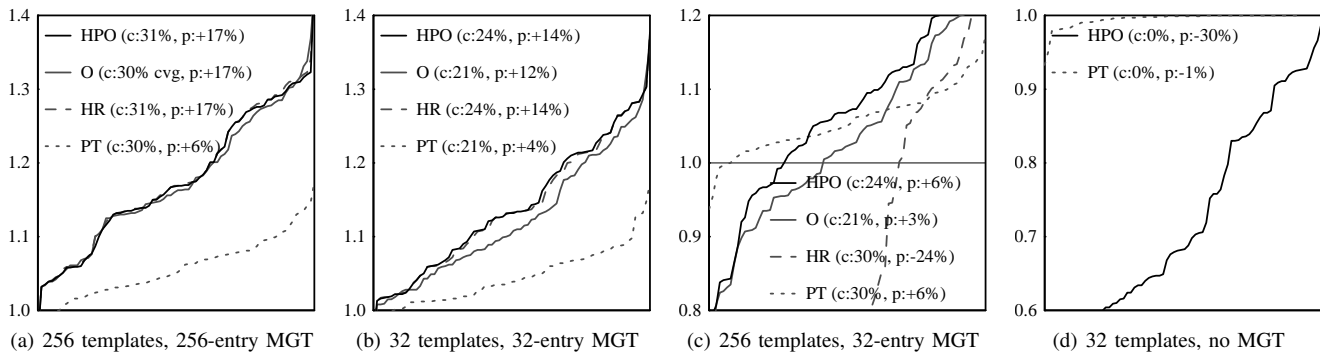 1.4
1.3
1.2
1.1
1.0
HPO (c:31%, p:+17%)
O (c:30% cvg, p:+17%)
HR (c:31%, p:+17%)
PT (c:30%, p:+6%)
(a) 256 templates, 256-entry MGT
1.4
1.3
1.2
1.1
1.0
HPO (c:24%, p:+14%)
O (c:21%, p:+12%)
HR (c:24%, p:+14%)
PT (c:21%, p:+4%)
(b) 32 templates, 32-entry MGT
1.2
1.1
1.0
0.9
0.8
HPO (c:24%, p:+6%)
O (c:21%, p:+3%)
HR (c:30%, p:-24%)
PT (c:30%, p:+6%)
(c) 256 templates, 32-entry MGT
1.0
0.9
0.8
0.7
0.6
HPO (c:0%, p:-30%)
PT (c:0%, p:-1%)
(d) 32 templates, no MGT